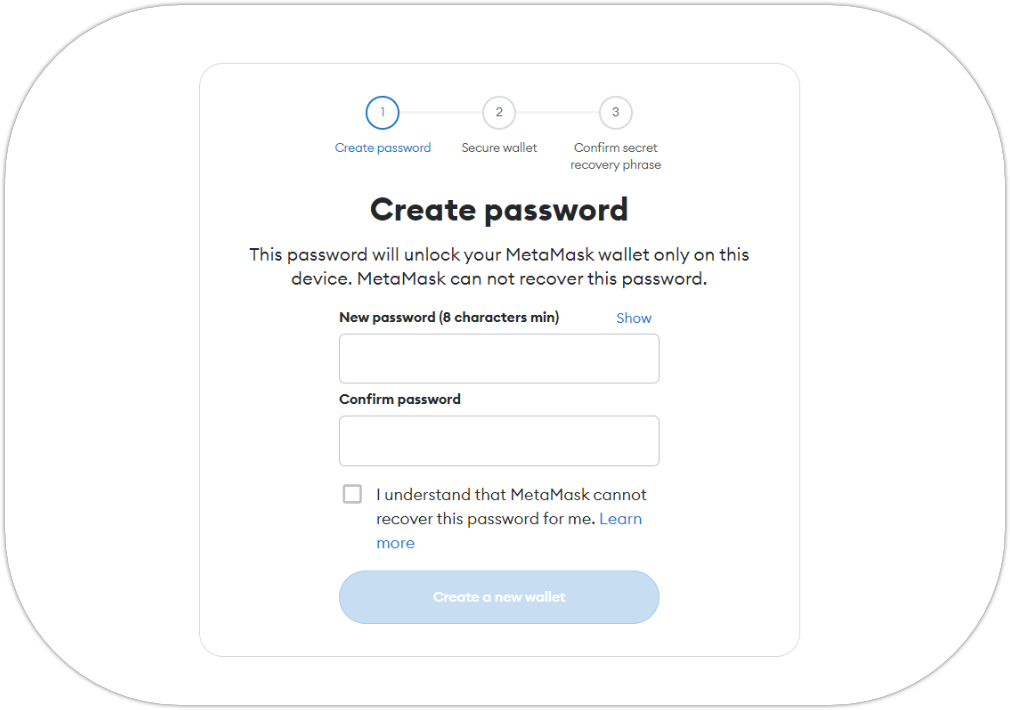 1
2
3
Create password
Secure wallet
Confirm secret
recovery phrase
Create password
This password will unlock your MetaMask wallet only on this
device. MetaMask can not recover this password.
New password (8 characters min)
Show
Confirm password
I understand that MetaMask cannot
recover this password for me. Learn
more
Create a new wallet